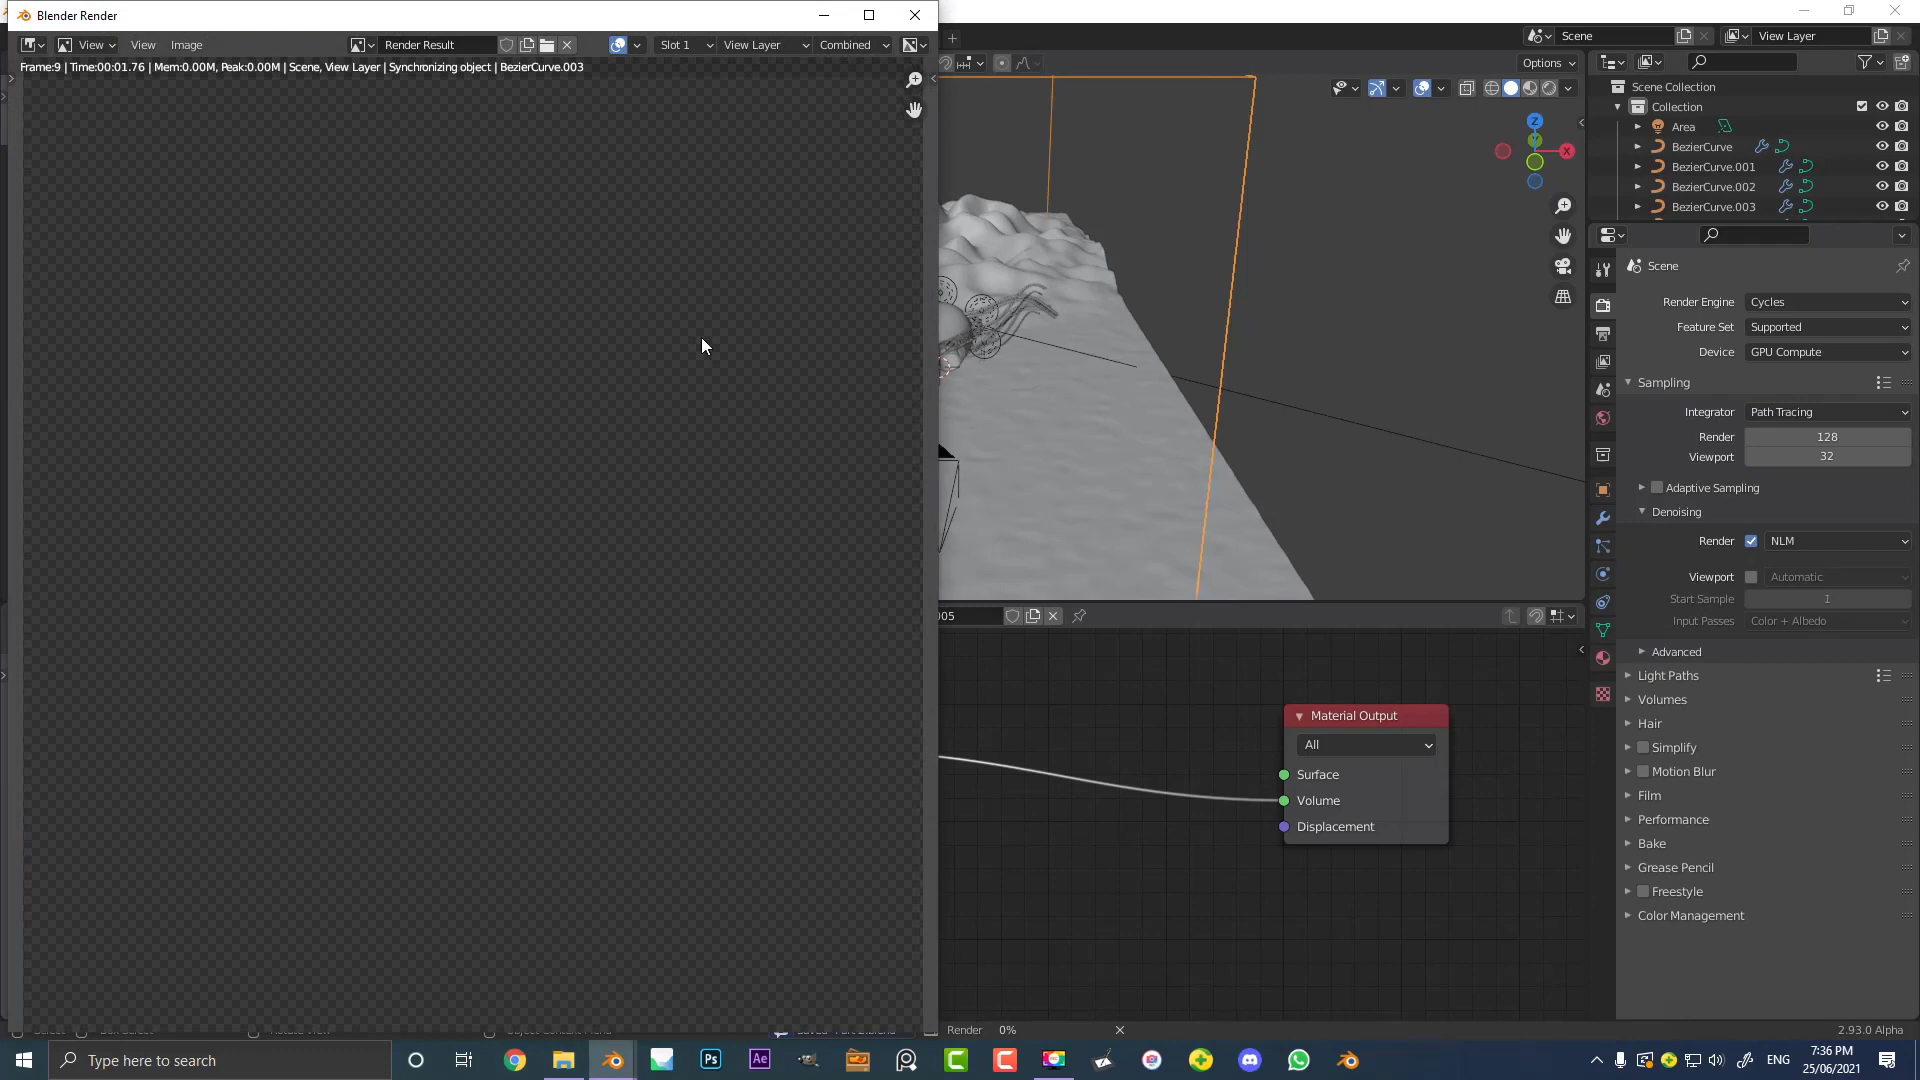 Blender Render
View View Image Render Result Slot 1 View Layer Combined
Frame:9 | Time:00:01.76 | Mem:0.00M, Peak:0.00M | Scene, View Layer | Synchronizing object | BezierCurve.003
Scene View Layer
Options
Z
X
Scene Collection
Collection
Area
BezierCurve
BezierCurve.001
BezierCurve.002
BezierCurve.003
Scene
Render Engine Cycles
Feature Set Supported
Device GPU Compute
Sampling
Integrator Path Tracing
Render 128
Viewport 32
Adaptive Sampling
Denoising
Render NLM
Viewport Automatic
Start Sample 1
Input Passes Color + Albedo
Advanced
Light Paths
Volumes
Hair
Simplify
Motion Blur
Film
Performance
Bake
Grease Pencil
Freestyle
Color Management
005
Material Output
All
Surface
Volume
Displacement
Render 0%
2.93.0 Alpha
Type here to search
Ps
Ae
ENG
7:36 PM
25/06/2021